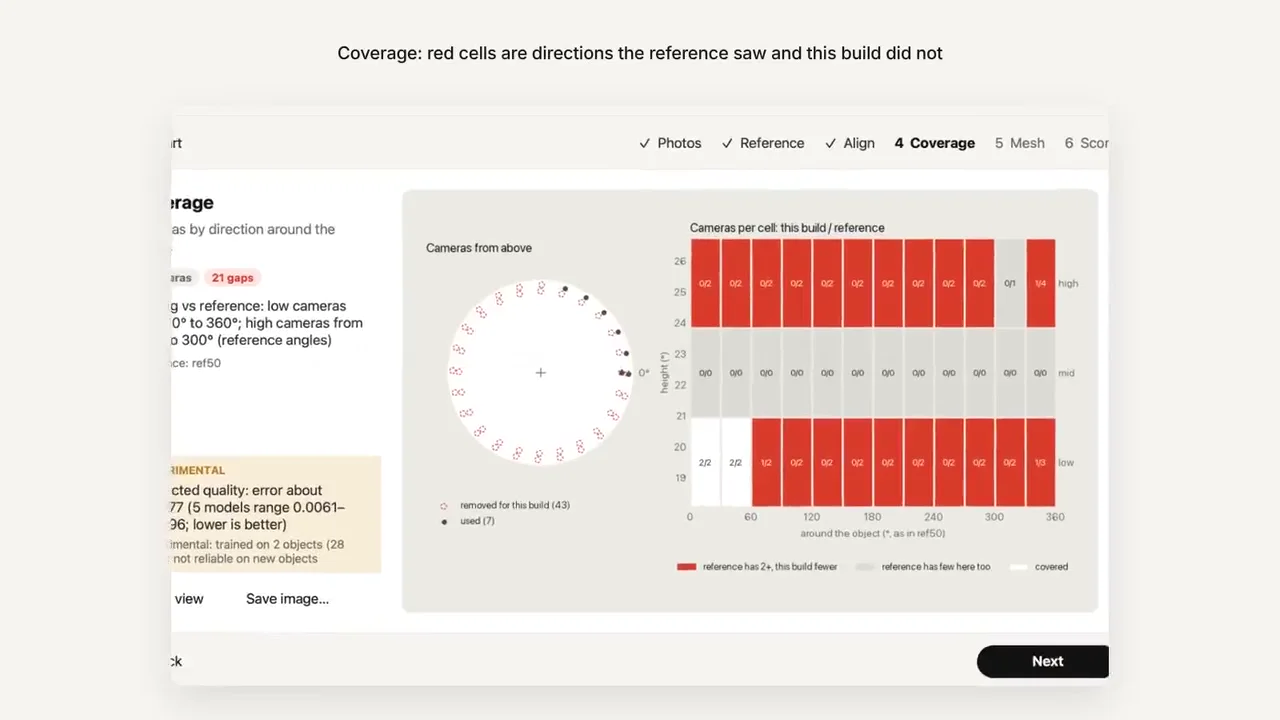 Coverage: red cells are directions the reference saw and this build did not
✓ Photos ✓ Reference ✓ Align 4 Coverage 5 Mesh 6 Scor
erage
as by direction around the
eras 21 gaps
g vs reference: low cameras
0° to 360°; high cameras from
o 300° (reference angles)
nce: ref50
RIMENTAL
cted quality: error about
77 (5 models range 0.0061–
96; lower is better)
imental: trained on 2 objects (28
not reliable on new objects
view Save image...
ck
Cameras from above
0°
removed for this build (43)
used (7)
Cameras per cell: this build / reference
height (°)
26
25
24
23
22
21
20
19
0/2 0/2 0/2 0/2 0/2 0/2 0/2 0/2 0/2 0/2 0/1 1/4 high
0/0 0/0 0/0 0/0 0/0 0/0 0/0 0/0 0/0 0/0 0/0 0/0 mid
2/2 2/2 1/2 0/2 0/2 0/2 0/2 0/2 0/2 0/2 0/2 1/3 low
0 60 120 180 240 300 360
around the object (°, as in ref50)
reference has 2+, this build fewer reference has few here too covered
Next